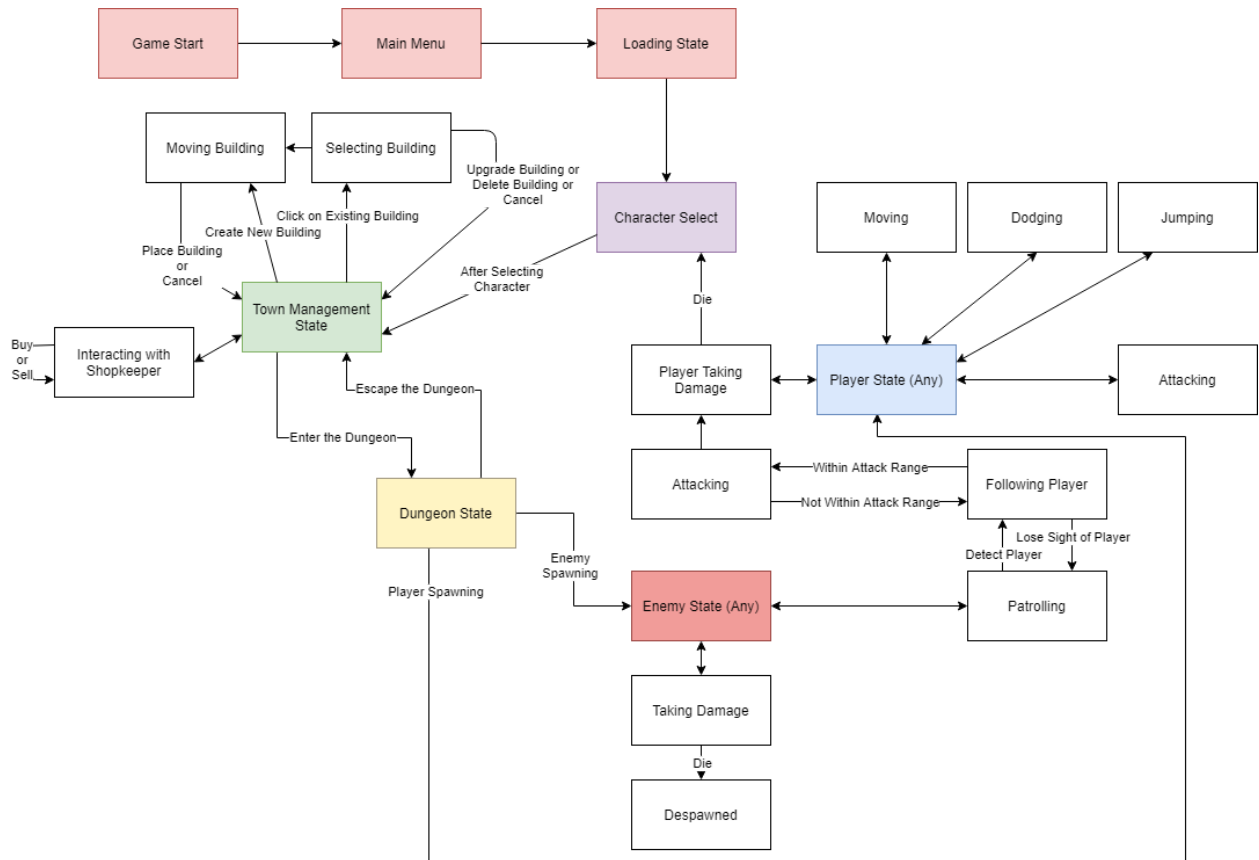 Game Start
Main Menu
Loading State
Moving Building
Selecting Building
Upgrade Building or
Delete Building or
Cancel
Click on Existing Building
Create New Building
Place Building
or
Cancel
Character Select
Moving
Dodging
Jumping
After Selecting
Character
Die
Town Management
State
Buy
or
Sell
Interacting with
Shopkeeper
Player Taking
Damage
Player State (Any)
Attacking
Escape the Dungeon
Enter the Dungeon
Attacking
Within Attack Range
Not Within Attack Range
Following Player
Dungeon State
Lose Sight of Player
Detect Player
Enemy
Spawning
Player Spawning
Enemy State (Any)
Patrolling
Taking Damage
Die
Despawned